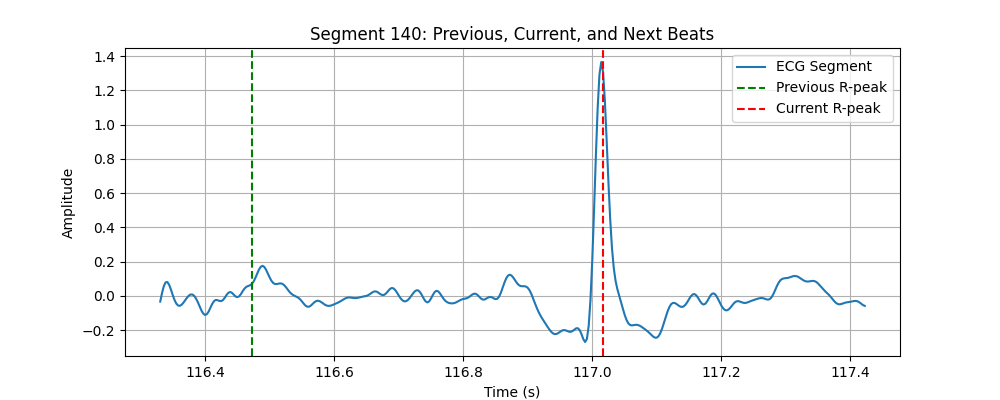 Segment 140: Previous, Current, and Next Beats
1.4
1.2
1.0
0.8
0.6
0.4
0.2
0.0
−0.2
Amplitude
116.4 116.6 116.8 117.0 117.2 117.4
Time (s)
ECG Segment
Previous R-peak
Current R-peak